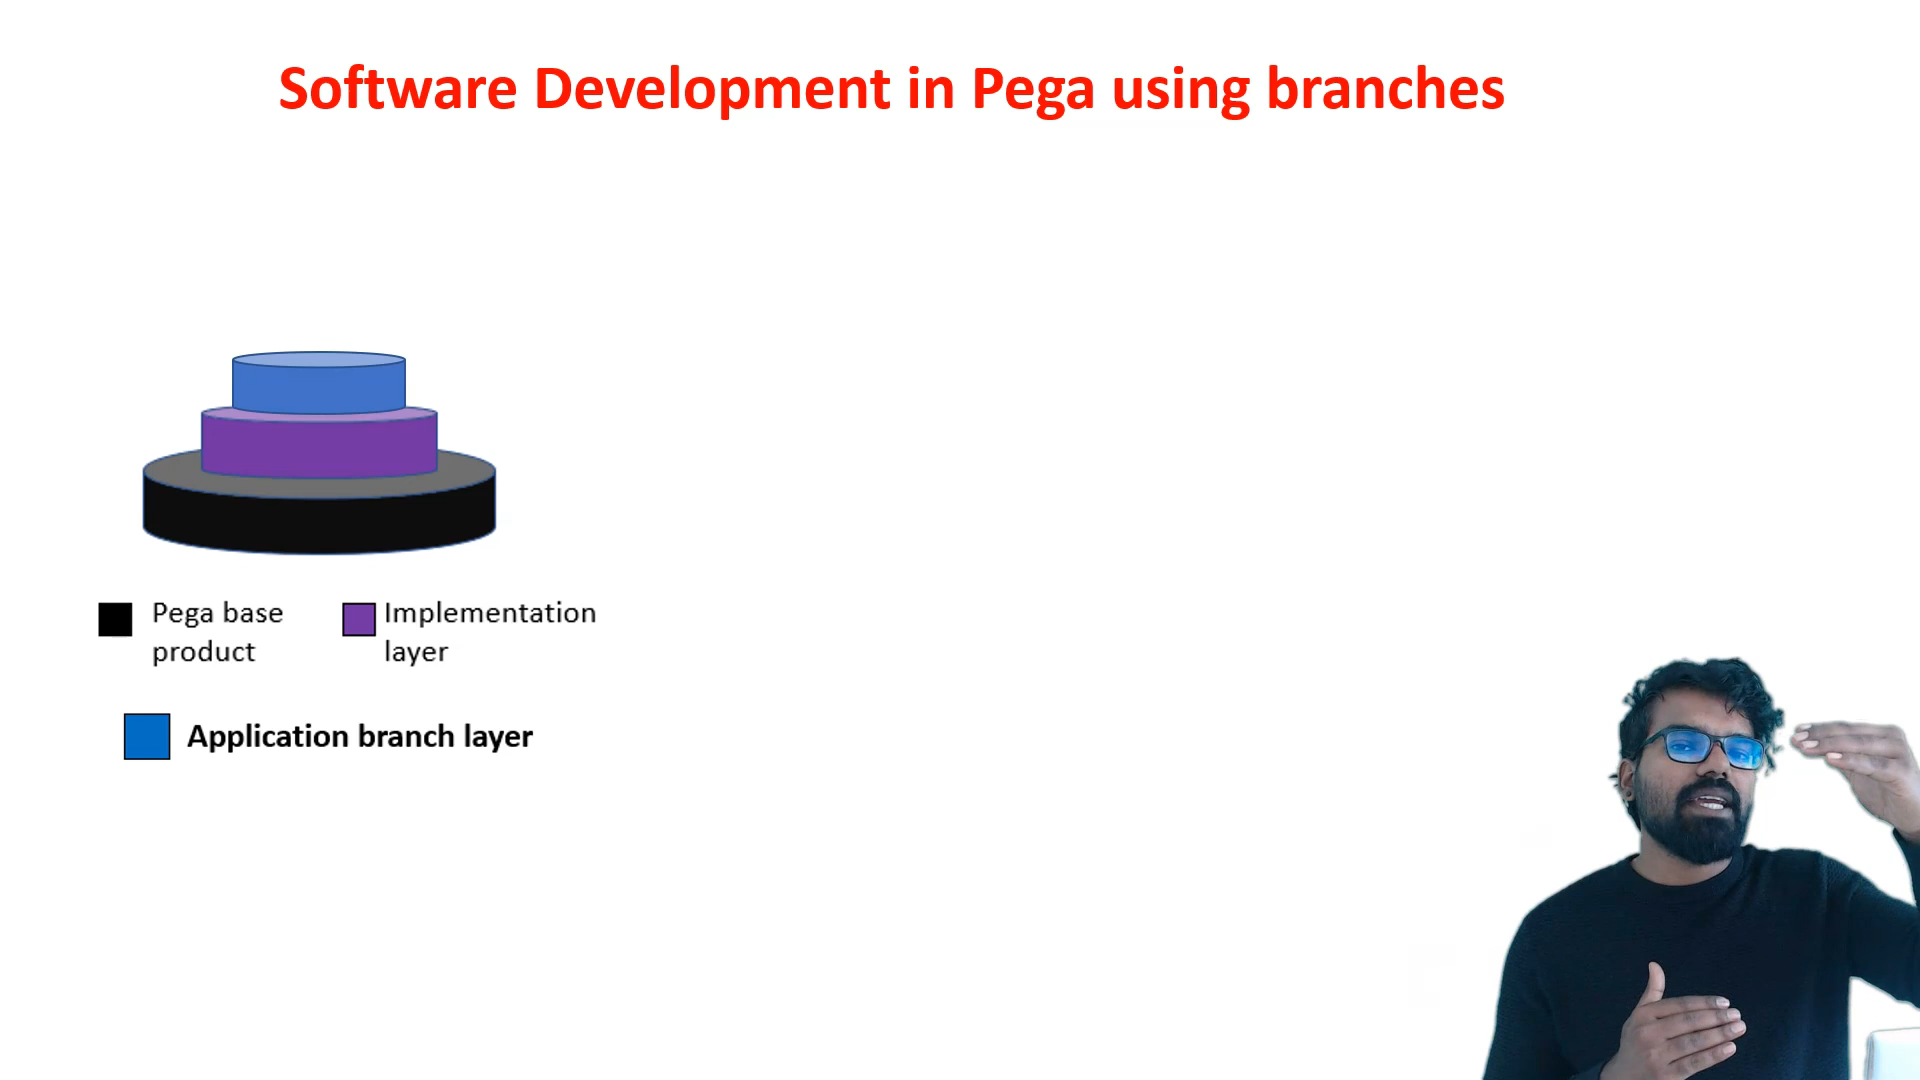 Software Development in Pega using branches
Pega base
product
Implementation
layer
Application branch layer